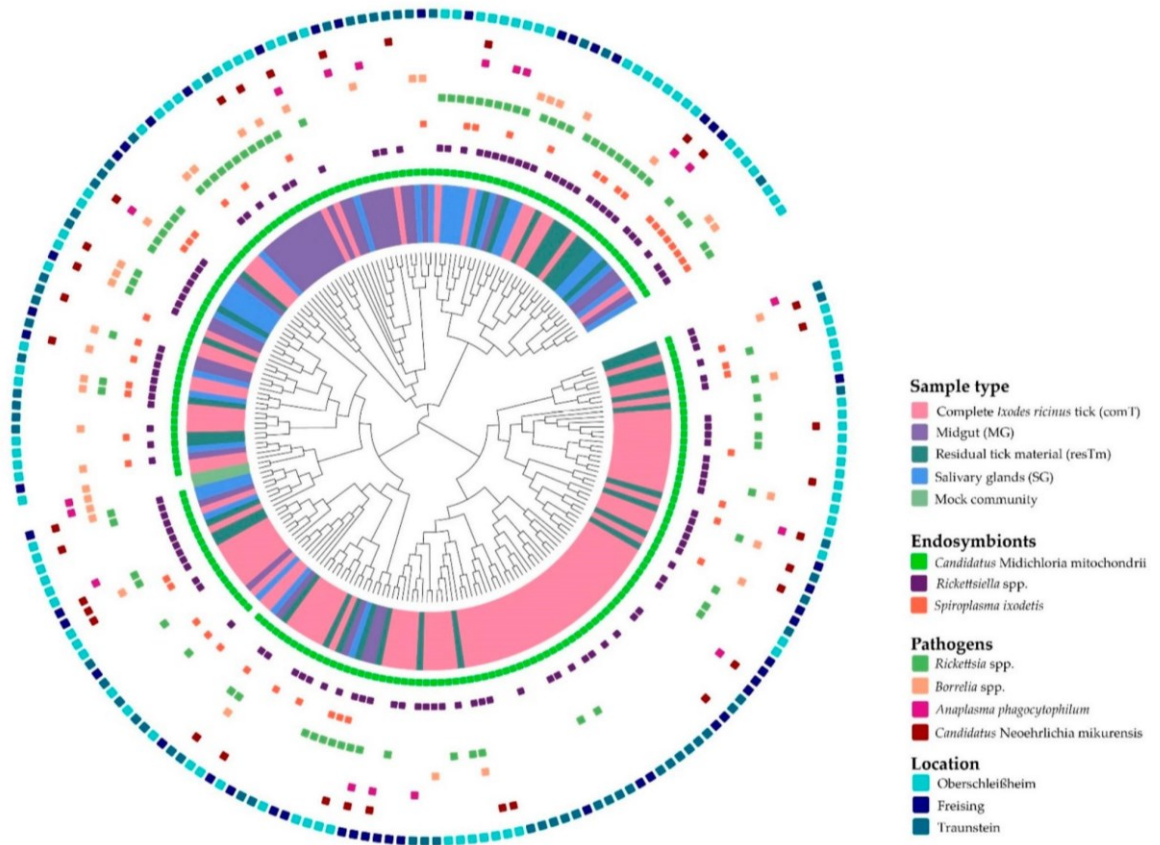 Sample type
Complete Ixodes ricinus tick (comT)
Midgut (MG)
Residual tick material (resTm)
Salivary glands (SG)
Mock community
Endosymbionts
Candidatus Midichloria mitochondrii
Rickettsiella spp.
Spiroplasma ixodetis
Pathogens
Rickettsia spp.
Borrelia spp.
Anaplasma phagocytophilum
Candidatus Neoehrlichia mikurensis
Location
Oberschleißheim
Freising
Traunstein